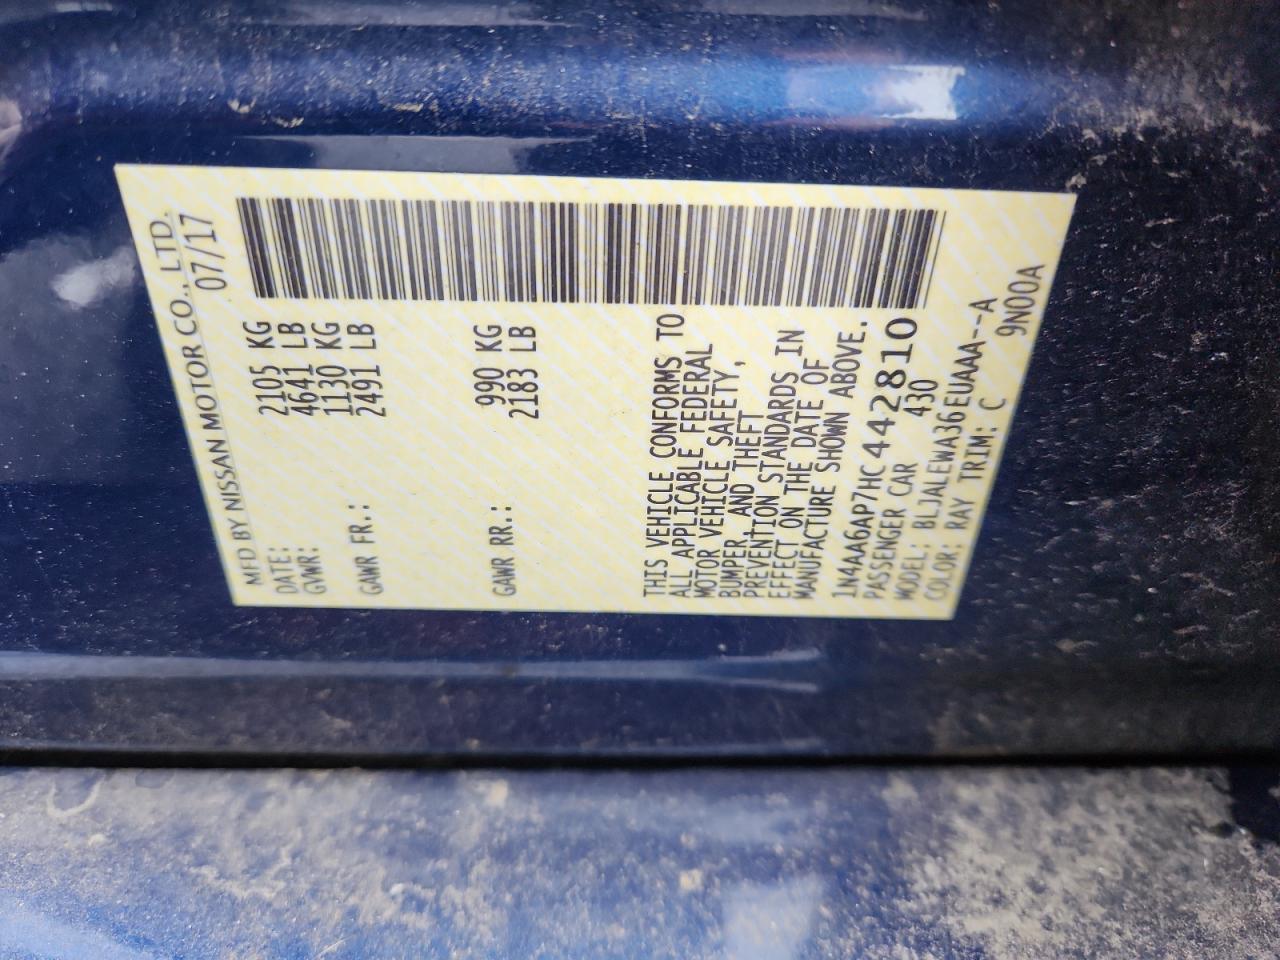 MFD BY NISSAN MOTOR CO., LTD.
DATE: 07/17
GVWR: 2105 KG
4641 LB
GAWR FR.: 1130 KG
2491 LB
GAWR RR.: 990 KG
2183 LB
THIS VEHICLE CONFORMS TO
ALL APPLICABLE FEDERAL
MOTOR VEHICLE SAFETY,
BUMPER, AND THEFT
PREVENTION STANDARDS IN
EFFECT ON THE DATE OF
MANUFACTURE SHOWN ABOVE.
1N4AA6AP7HC442810
PASSENGER CAR 430
MODEL: BLJALEWA36EUAAA--A
COLOR: RAY TRIM: C 9N00A